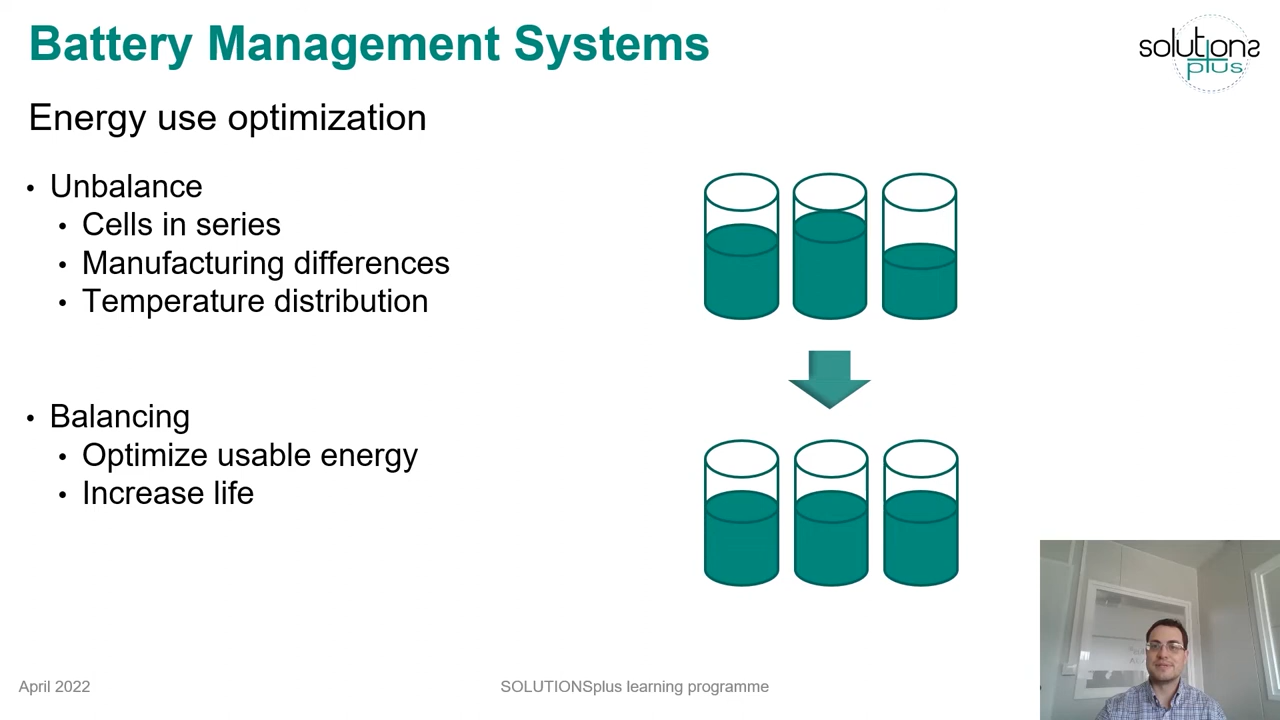 Battery Management Systems
solutions
plus
Energy use optimization
• Unbalance
• Cells in series
• Manufacturing differences
• Temperature distribution
• Balancing
• Optimize usable energy
• Increase life
April 2022
SOLUTIONSplus learning programme